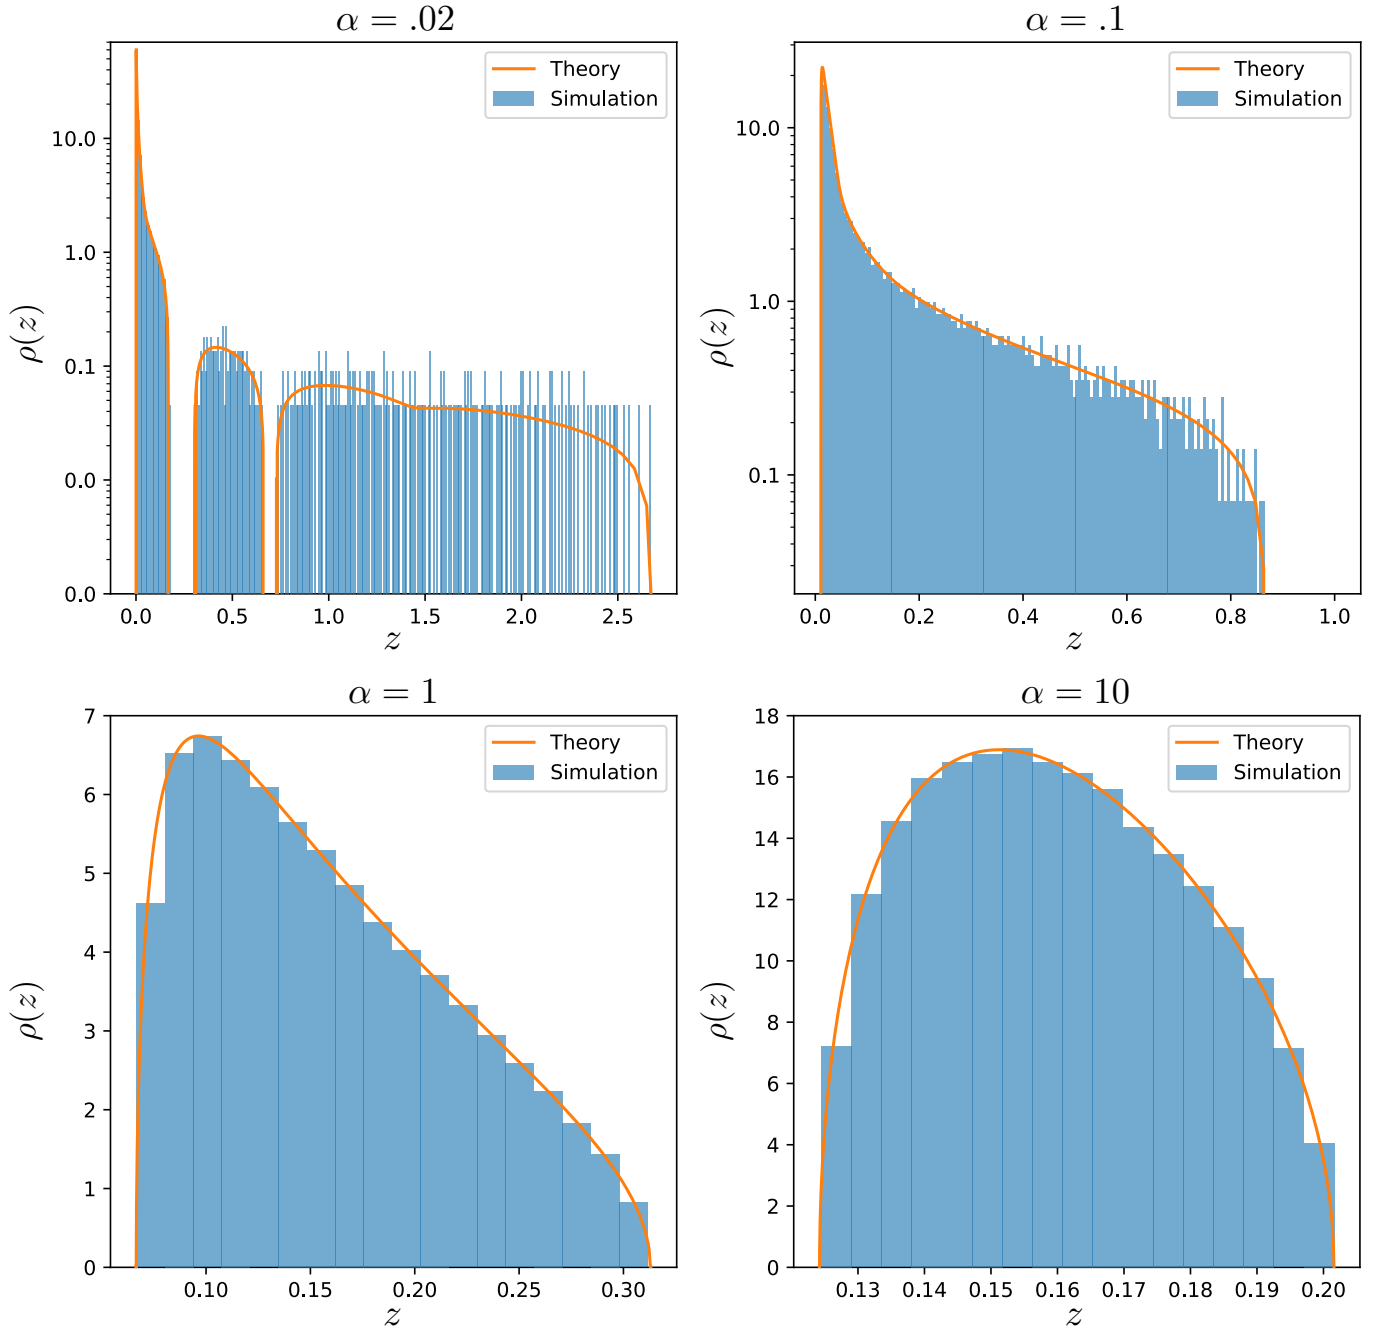 α = .02
Theory
Simulation
10.0
1.0
0.1
0.0
0.0
ρ(z)
0.0 0.5 1.0 1.5 2.0 2.5
z
α = .1
Theory
Simulation
10.0
1.0
0.1
ρ(z)
0.0 0.2 0.4 0.6 0.8 1.0
z
α = 1
Theory
Simulation
7
6
5
4
3
2
1
0
ρ(z)
0.10 0.15 0.20 0.25 0.30
z
α = 10
Theory
Simulation
18
16
14
12
10
8
6
4
2
0
ρ(z)
0.13 0.14 0.15 0.16 0.17 0.18 0.19 0.20
z